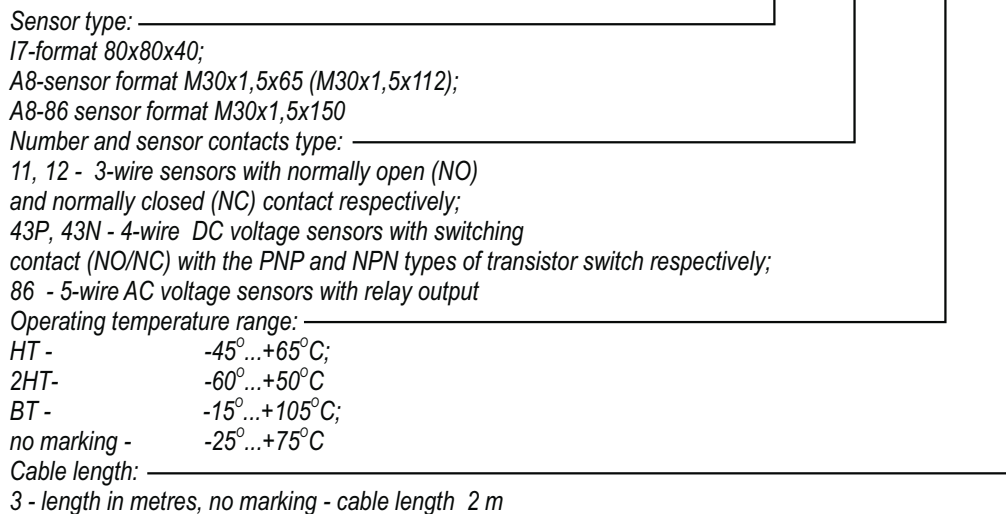 Sensor type:
I7-format 80x80x40;
A8-sensor format M30x1,5x65 (M30x1,5x112);
A8-86 sensor format M30x1,5x150
Number and sensor contacts type:
11, 12 - 3-wire sensors with normally open (NO)
and normally closed (NC) contact respectively;
43P, 43N - 4-wire DC voltage sensors with switching
contact (NO/NC) with the PNP and NPN types of transistor switch respectively;
86 - 5-wire AC voltage sensors with relay output
Operating temperature range:
HT - -45°...+65°C;
2HT- -60°...+50°C
BT - -15°...+105°C;
no marking - -25°...+75°C
Cable length:
3 - length in metres, no marking - cable length 2 m